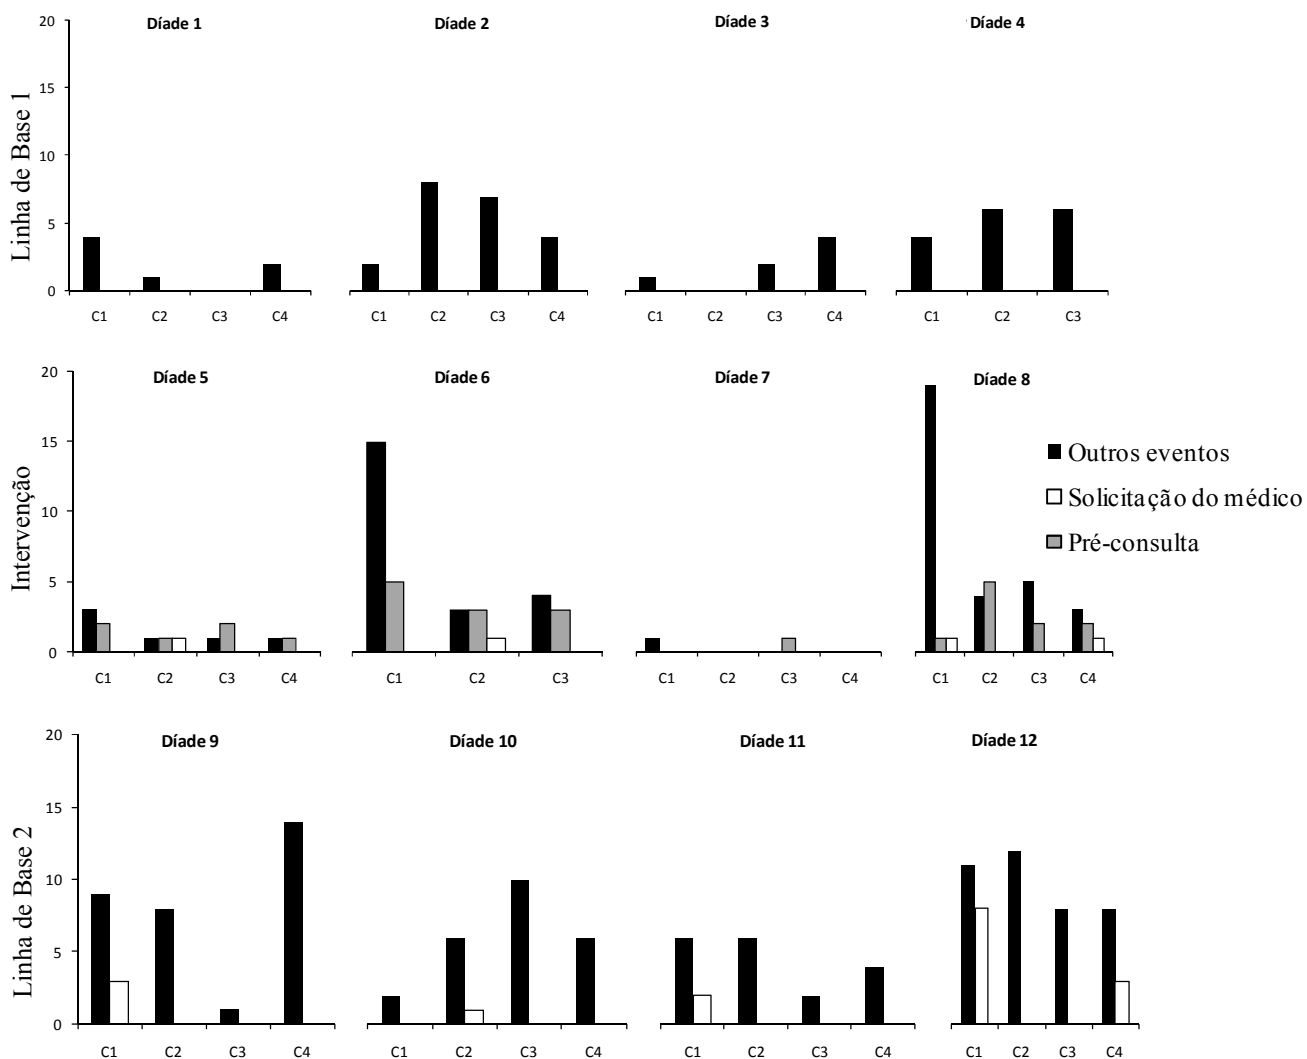 Díade 1 Díade 2 Díade 3 Díade 4
Linha de Base 1
20
15
10
5
0
C1 C2 C3 C4 C1 C2 C3 C4 C1 C2 C3 C4 C1 C2 C3
Díade 5 Díade 6 Díade 7 Díade 8
Intervenção
20
15
10
5
0
Outros eventos
Solicitação do médico
Pré-consulta
C1 C2 C3 C4 C1 C2 C3 C1 C2 C3 C4 C1 C2 C3 C4
Díade 9 Díade 10 Díade 11 Díade 12
Linha de Base 2
20
15
10
5
0
C1 C2 C3 C4 C1 C2 C3 C4 C1 C2 C3 C4 C1 C2 C3 C4